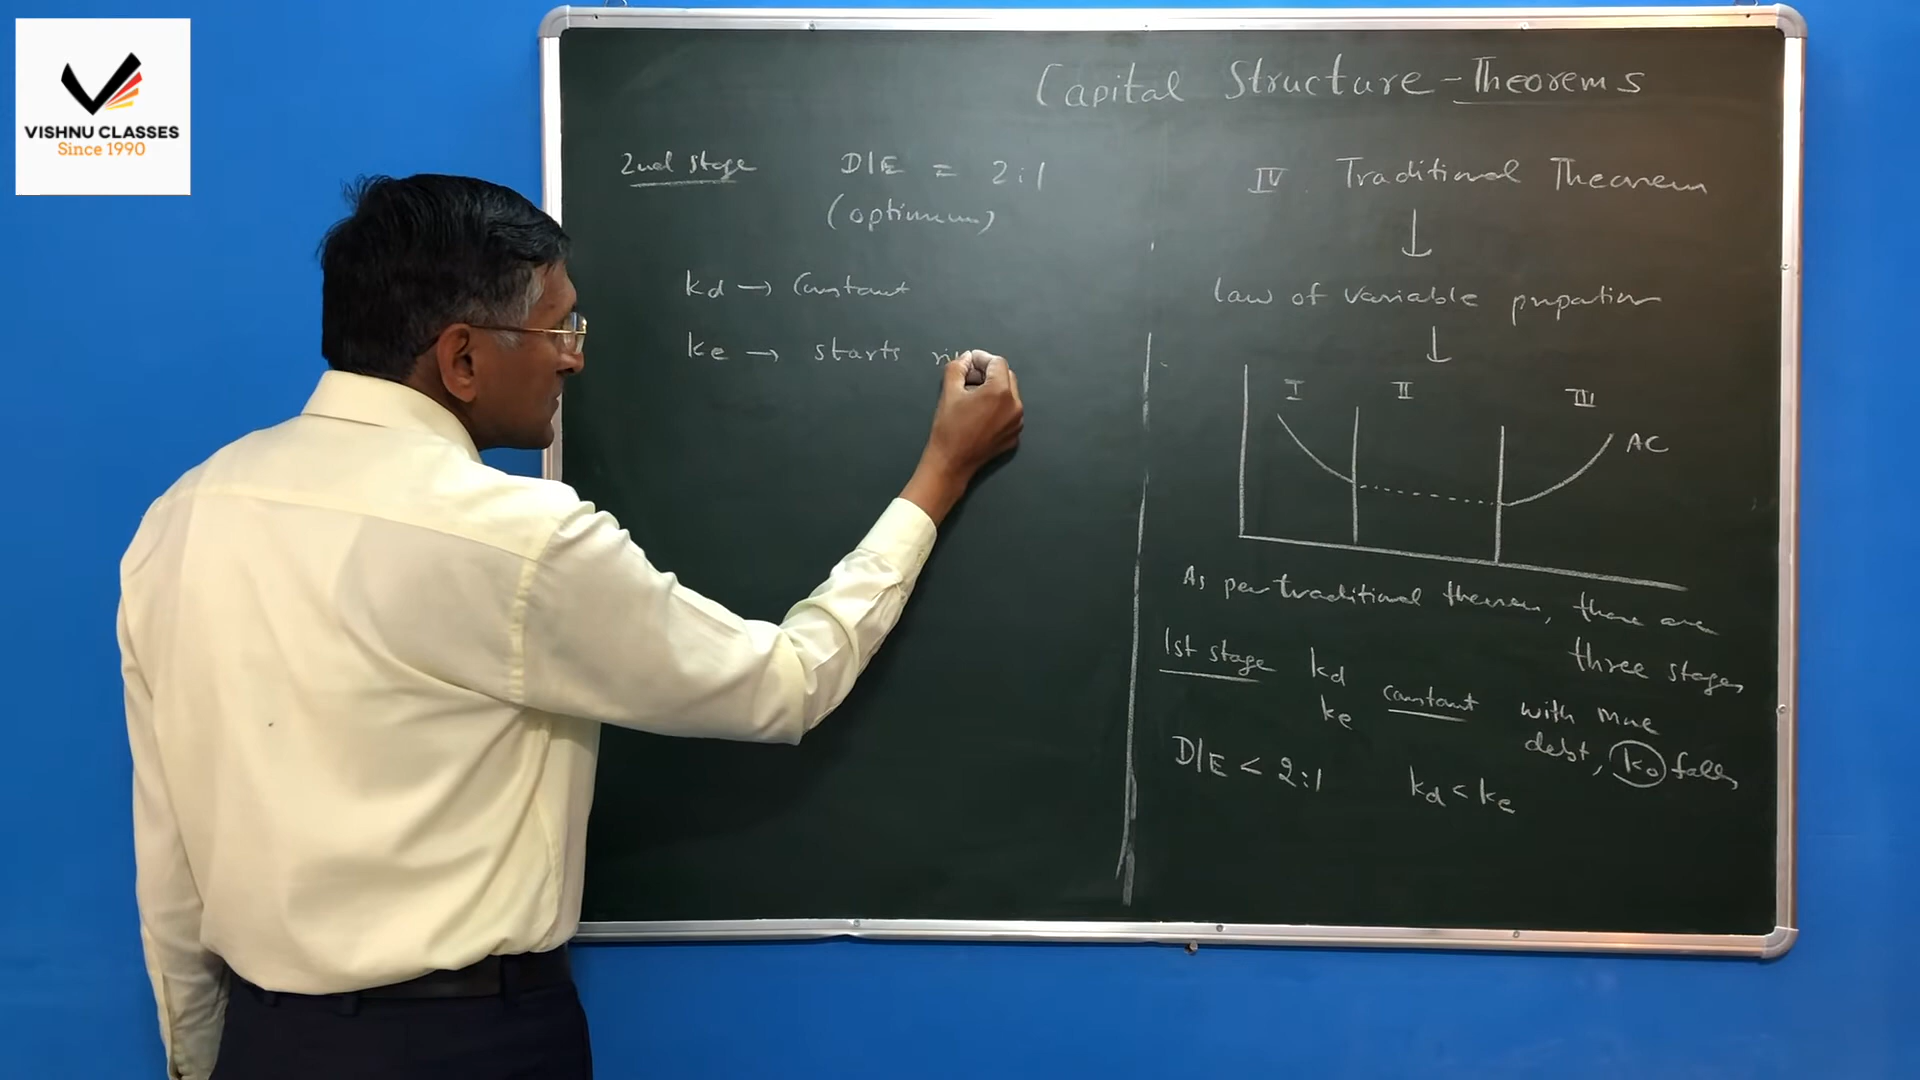 VISHNU CLASSES
Since 1990
Capital Structure - Theorems
2nd stage D/E = 2:1
(optimum)
kd → Constant
ke → starts
IV. Traditional Theorem
↓
law of variable propation
↓
I II III
AC
As per traditional theorem, there are
three stages
1st stage kd
ke constant with more
debt, ko falls
D/E < 2:1 kd < ke